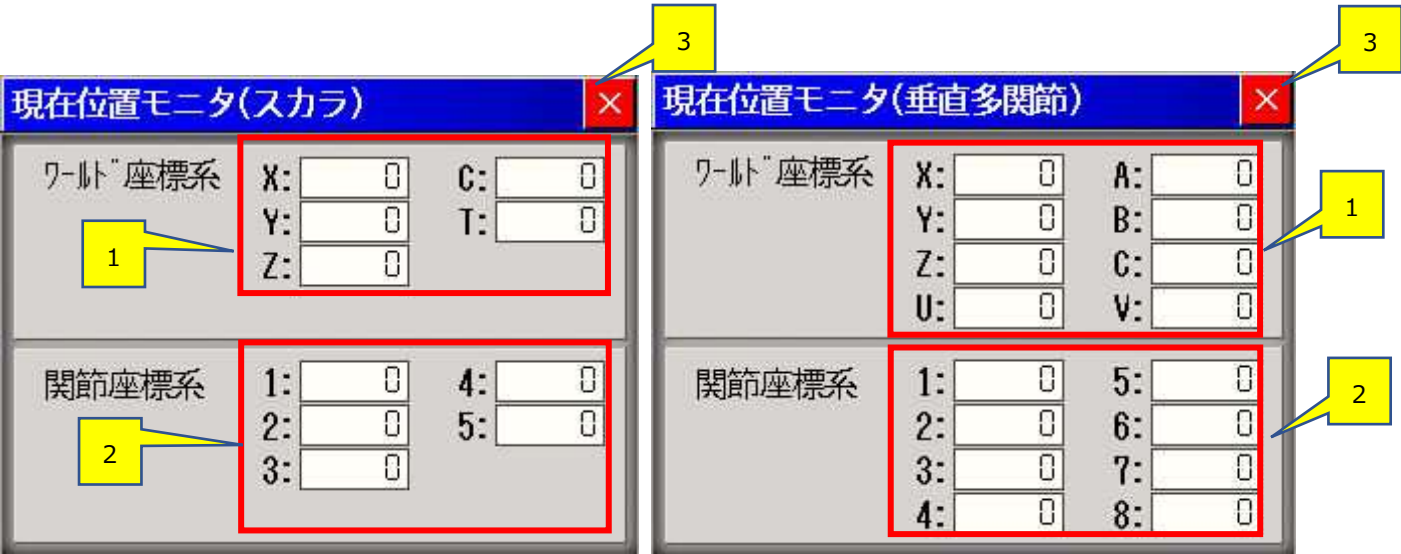 3
現在位置モニタ(スカラ) ×
ﾜｰﾙﾄﾞ座標系 X: 0 C: 0
Y: 0 T: 0
Z: 0
1
関節座標系 1: 0 4: 0
2: 0 5: 0
3: 0
2
3
現在位置モニタ(垂直多関節) ×
ﾜｰﾙﾄﾞ座標系 X: 0 A: 0
Y: 0 B: 0
Z: 0 C: 0
U: 0 V: 0
1
関節座標系 1: 0 5: 0
2: 0 6: 0
3: 0 7: 0
4: 0 8: 0
2